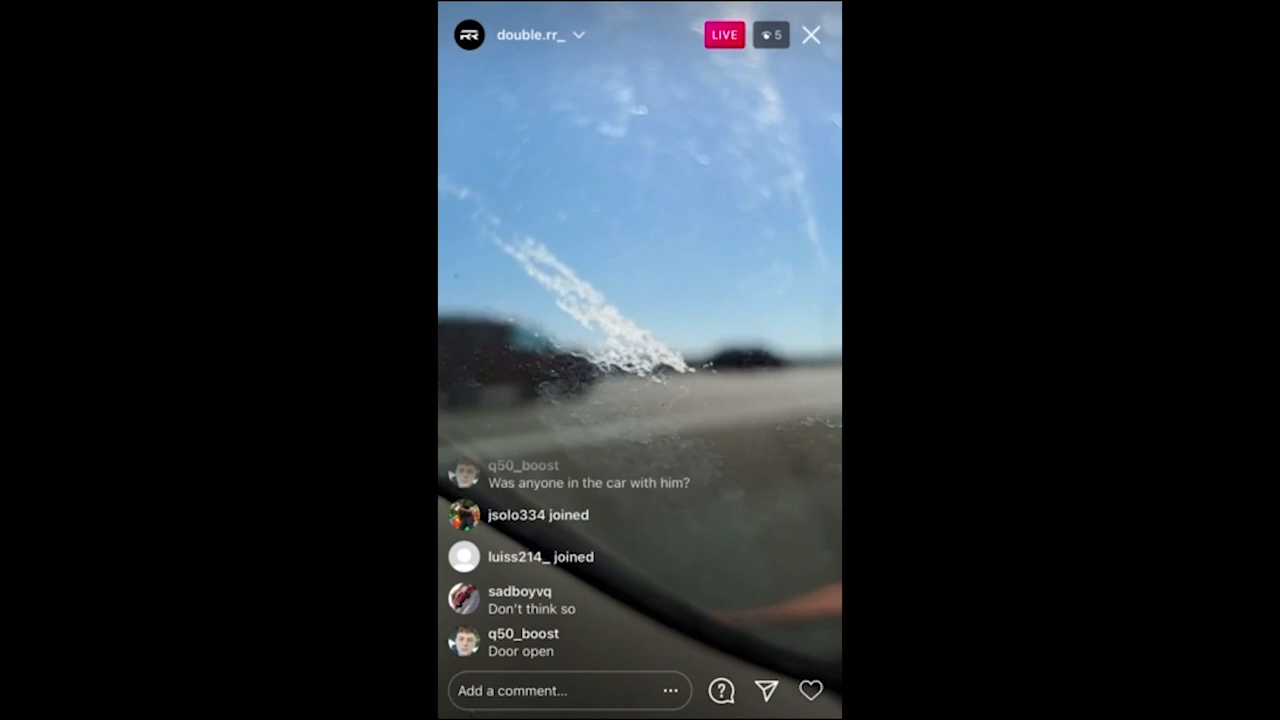 RR
double.rr_
LIVE
5
q50_boost
Was anyone in the car with him?
jsolo334 joined
luiss214_ joined
sadboyvq
Don't think so
q50_boost
Door open
Add a comment...